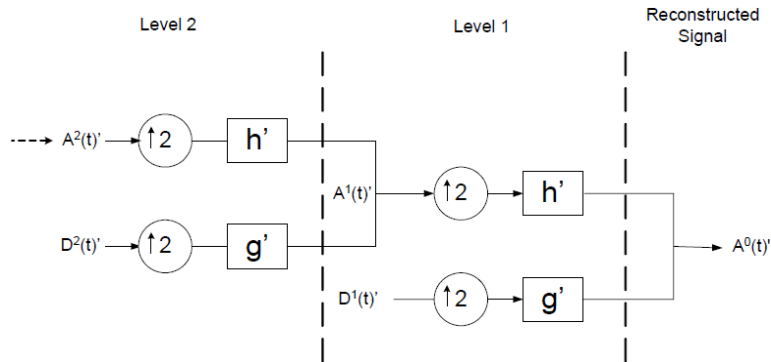 Level 2
Level 1
Reconstructed
Signal
A²(t)'
↑2
h'
D²(t)'
↑2
g'
A¹(t)'
↑2
h'
D¹(t)'
↑2
g'
A⁰(t)'